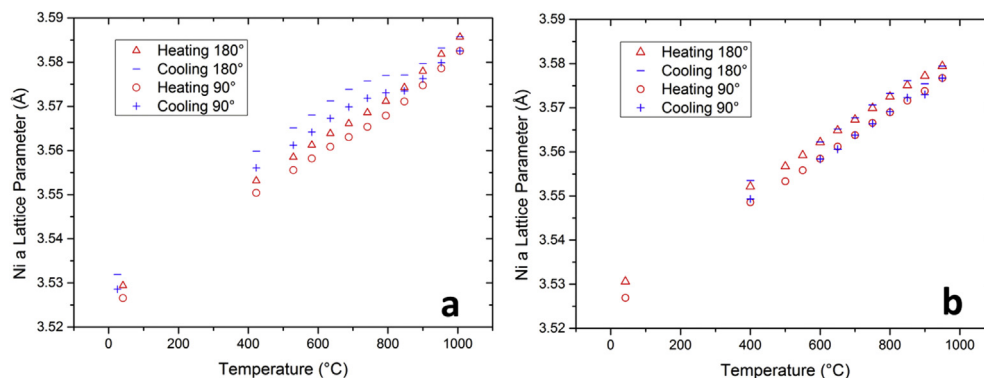 3.59
3.58
3.57
3.56
3.55
3.54
3.53
3.52
Ni a Lattice Parameter (Å)
Heating 180°
Cooling 180°
Heating 90°
Cooling 90°
a
0 200 400 600 800 1000
Temperature (°C)
3.59
3.58
3.57
3.56
3.55
3.54
3.53
3.52
Ni a Lattice Parameter (Å)
Heating 180°
Cooling 180°
Heating 90°
Cooling 90°
b
0 200 400 600 800 1000
Temperature (°C)